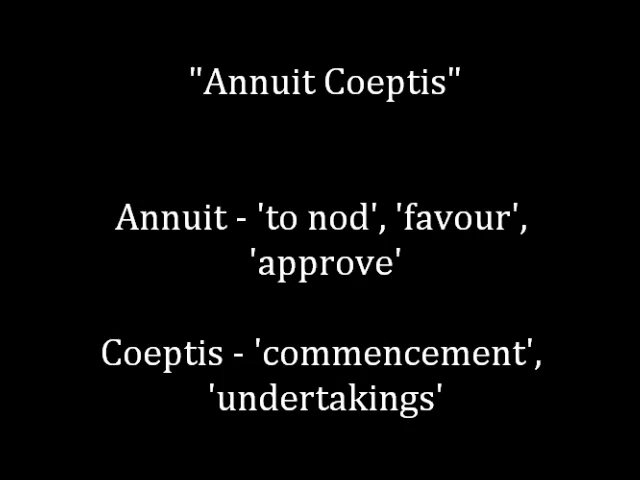 "Annuit Coeptis"
Annuit - 'to nod', 'favour',
'approve'
Coeptis - 'commencement',
'undertakings'